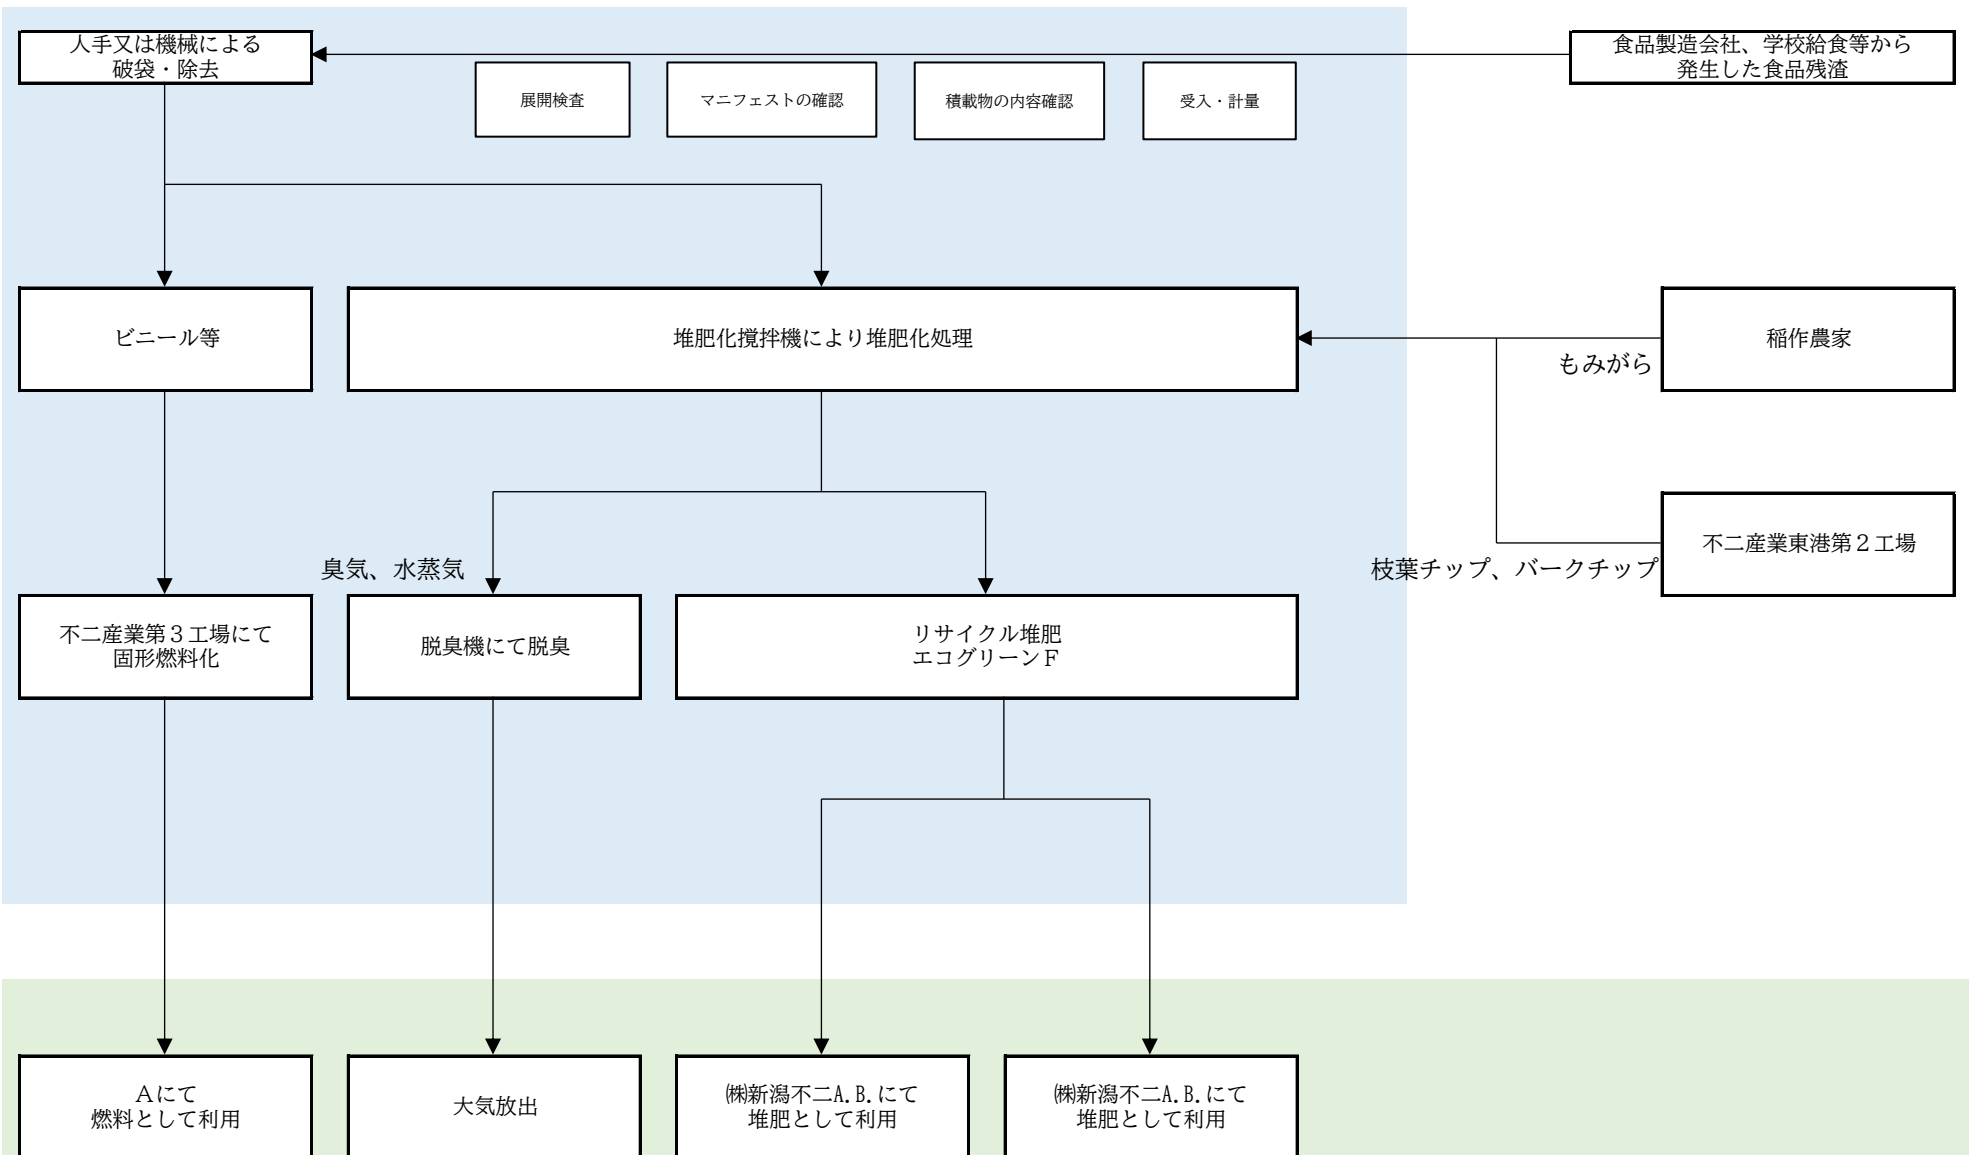 人手又は機械による
破袋・除去
食品製造会社、学校給食等から
発生した食品残渣
展開検査
マニフェストの確認
積載物の内容確認
受入・計量
ビニール等
堆肥化撹拌機により堆肥化処理
稲作農家
もみがら
不二産業東港第２工場
枝葉チップ、バークチップ
臭気、水蒸気
不二産業第３工場にて
固形燃料化
脱臭機にて脱臭
リサイクル堆肥
エコグリーンＦ
Ａにて
燃料として利用
大気放出
㈱新潟不二A.B.にて
堆肥として利用
㈱新潟不二A.B.にて
堆肥として利用